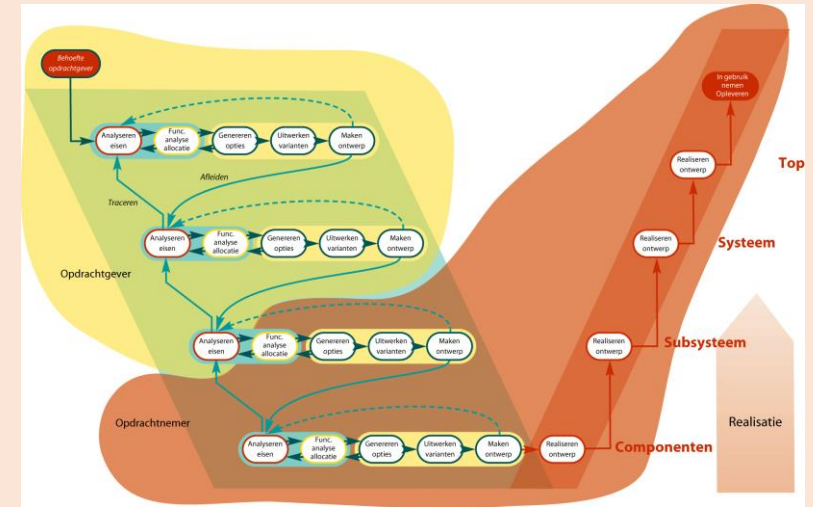 Behoefte
opdrachtgever
In gebruik
nemen
Opleveren
Analyseren
eisen
Func.
analyse
allocatie
Genereren
opties
Uitwerken
varianten
Maken
ontwerp
Realiseren
ontwerp
Top
Afleiden
Traceren
Analyseren
eisen
Func.
analyse
allocatie
Genereren
opties
Uitwerken
varianten
Maken
ontwerp
Realiseren
ontwerp
Systeem
Opdrachtgever
Analyseren
eisen
Func.
analyse
allocatie
Genereren
opties
Uitwerken
varianten
Maken
ontwerp
Realiseren
ontwerp
Subsysteem
Opdrachtnemer
Realisatie
Analyseren
eisen
Func.
analyse
allocatie
Genereren
opties
Uitwerken
varianten
Maken
ontwerp
Realiseren
ontwerp
Componenten